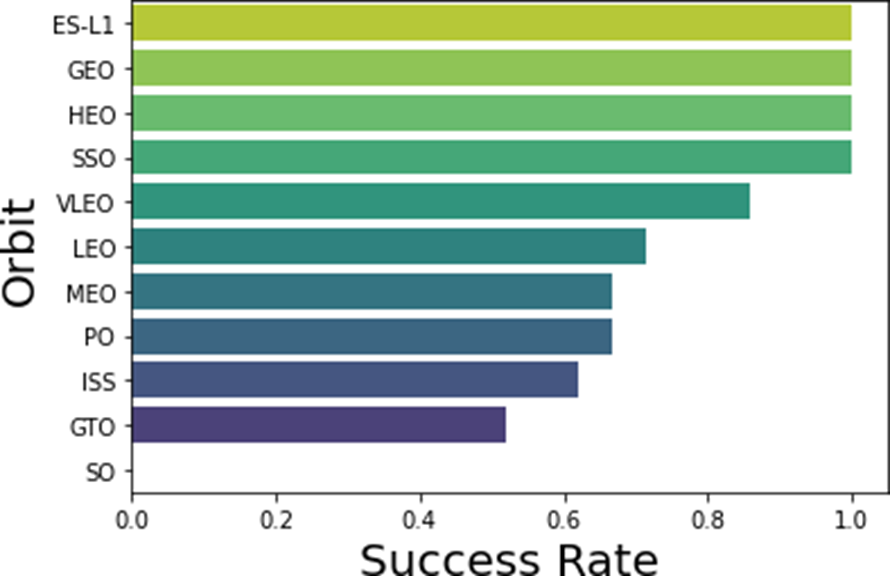 Orbit
ES-L1
GEO
HEO
SSO
VLEO
LEO
MEO
PO
ISS
GTO
SO
0.0 0.2 0.4 0.6 0.8 1.0
Success Rate